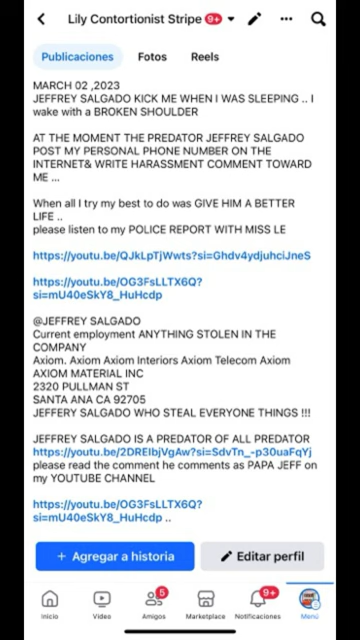 Lily Contortionist Stripe 9+
Publicaciones Fotos Reels
MARCH 02 ,2023
JEFFREY SALGADO KICK ME WHEN I WAS SLEEPING .. I
wake with a BROKEN SHOULDER
AT THE MOMENT THE PREDATOR JEFFREY SALGADO
POST MY PERSONAL PHONE NUMBER ON THE
INTERNET& WRITE HARASSMENT COMMENT TOWARD
ME ...
When all I try my best to do was GIVE HIM A BETTER
LIFE ..
please listen to my POLICE REPORT WITH MISS LE
https://youtu.be/QJkLpTjWwts?si=Ghdv4ydjuhciJneS
https://youtu.be/OG3FsLLTX6Q?
si=mU40eSkY8_HuHcdp
@JEFFREY SALGADO
Current employment ANYTHING STOLEN IN THE
COMPANY
Axiom. Axiom Axiom Interiors Axiom Telecom Axiom
AXIOM MATERIAL INC
2320 PULLMAN ST
SANTA ANA CA 92705
JEFFERY SALGADO WHO STEAL EVERYONE THINGS !!!
JEFFREY SALGADO IS A PREDATOR OF ALL PREDATOR
https://youtu.be/2DREIbjVgAw?si=SdvTn_-p30uaFqYj
please read the comment he comments as PAPA JEFF on
my YOUTUBE CHANNEL
https://youtu.be/OG3FsLLTX6Q?
si=mU40eSkY8_HuHcdp ..
+ Agregar a historia Editar perfil
5 9+
Inicio Video Amigos Marketplace Notificaciones Menú